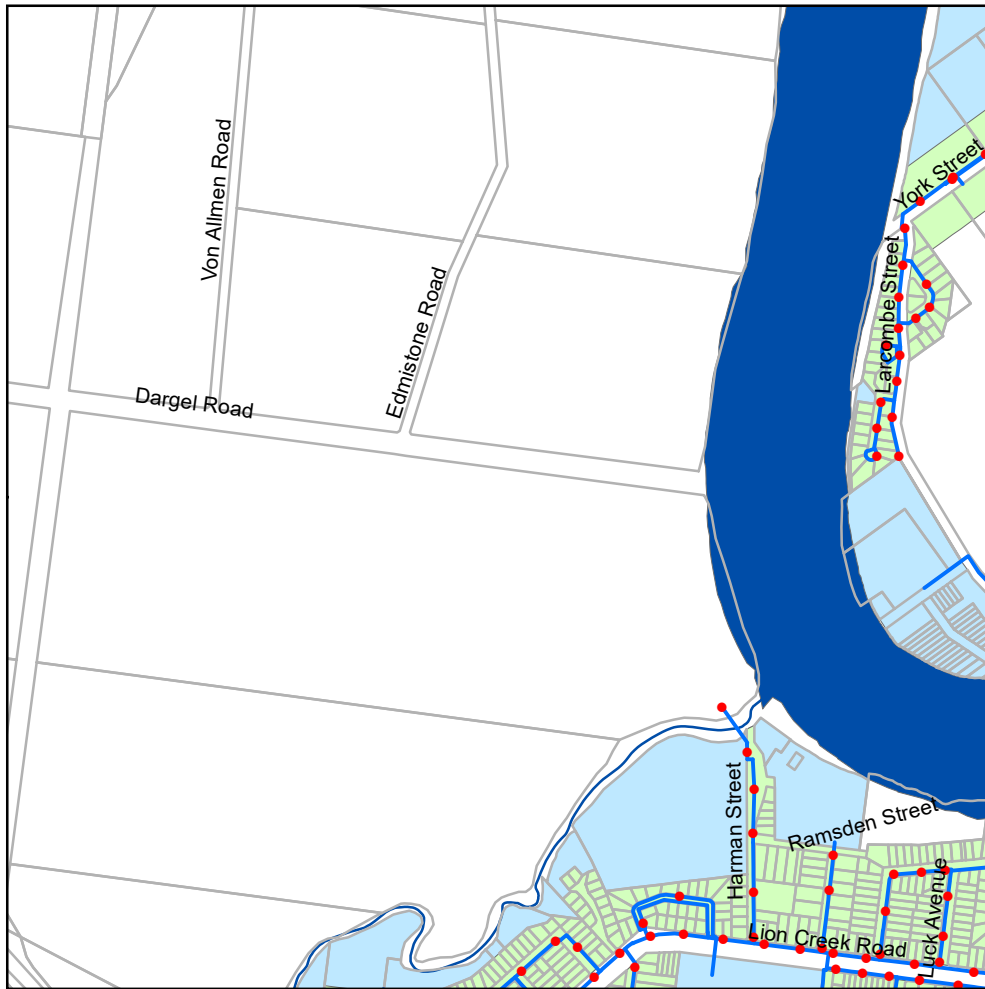 York Street
Von Allmen Road
Larcombe Street
Edmistone Road
Dargel Road
Harman Street
Ramsden Street
Luck Avenue
Lion Creek Road